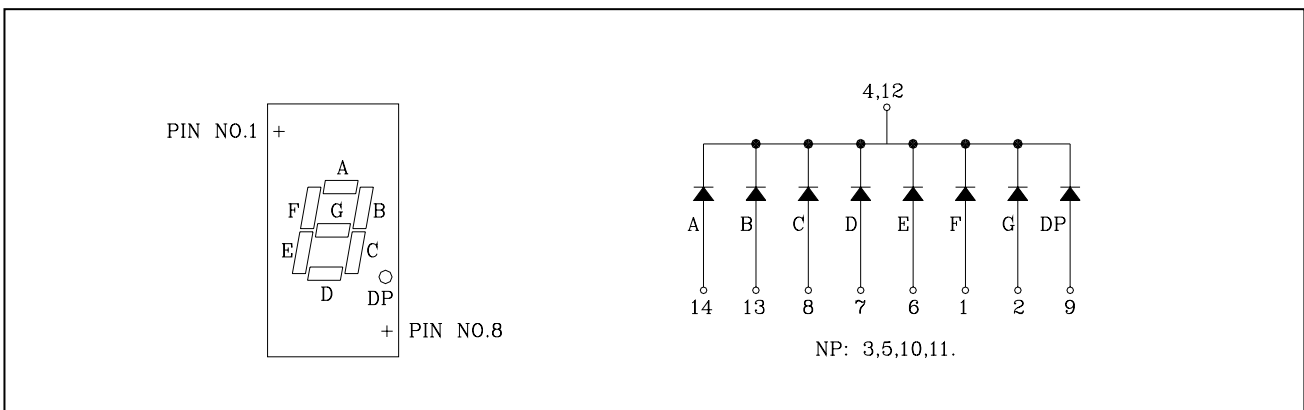 PIN NO.1 +
A
F G B
E C
D DP
+ PIN NO.8
4,12
A B C D E F G DP
14 13 8 7 6 1 2 9
NP: 3,5,10,11.